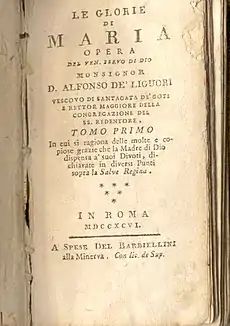 LE GLORIE
DI
MARIA
OPERA
DEL VEN. SERVO DI DIO
MONSIGNOR
D. ALFONSO DE' LIGUORI
VESCOVO DI SANTAGATA DE' GOTI
E RETTOR MAGGIORE DELLA
CONGREGAZIONE DEL
SS. REDENTORE.
TOMO PRIMO
In cui si ragiona delle molte e co-
piose grazie che la Madre di Dio
dispensa a' suoi Divoti, di-
chiarate in diversi Punti
sopra la Salve Regina.
* * *
* *
*
IN ROMA
MDCCXCVI.
A SPESE DEL BARBIELLINI
alla Minerva. Con lic. de Sup.